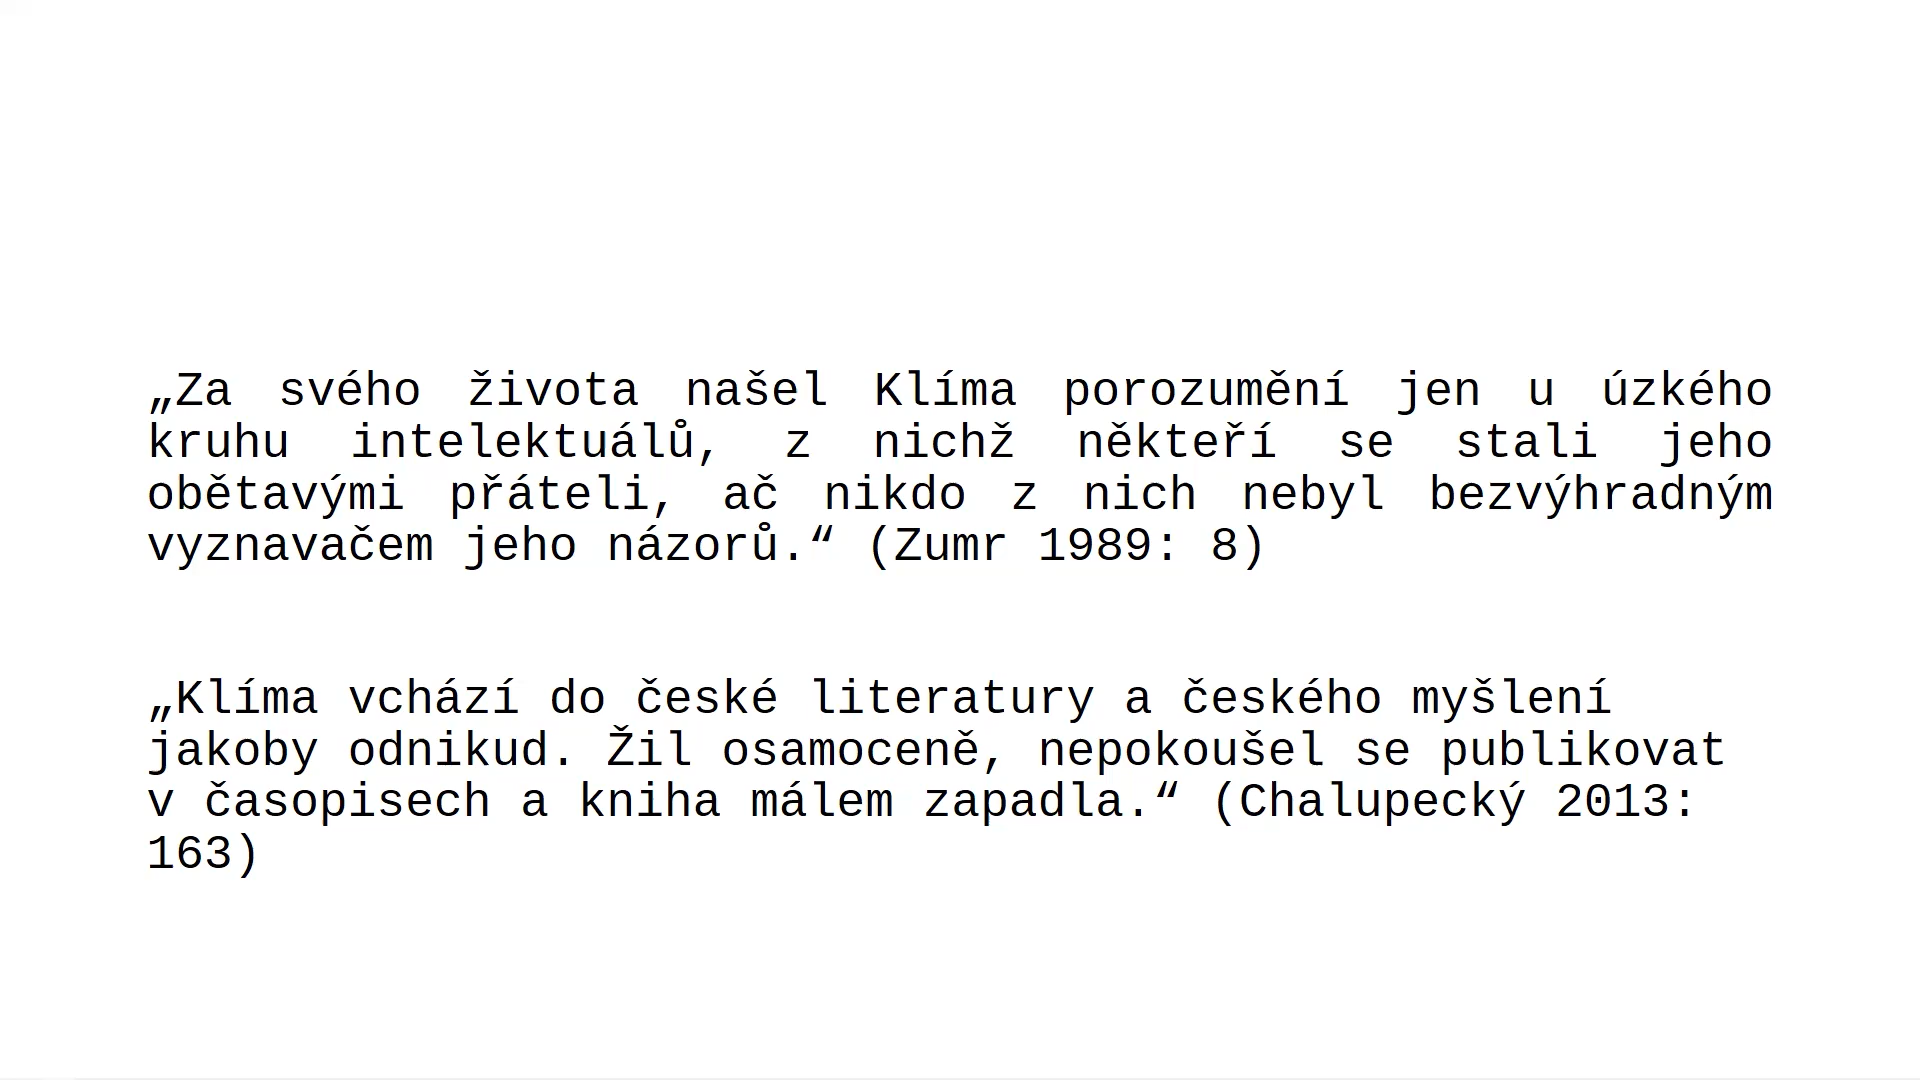 „Za svého života našel Klíma porozumění jen u úzkého
kruhu intelektuálů, z nichž někteří se stali jeho
obětavými přáteli, ač nikdo z nich nebyl bezvýhradným
vyznavačem jeho názorů.“ (Zumr 1989: 8)
„Klíma vchází do české literatury a českého myšlení
jakoby odnikud. Žil osamoceně, nepokoušel se publikovat
v časopisech a kniha málem zapadla.“ (Chalupecký 2013:
163)